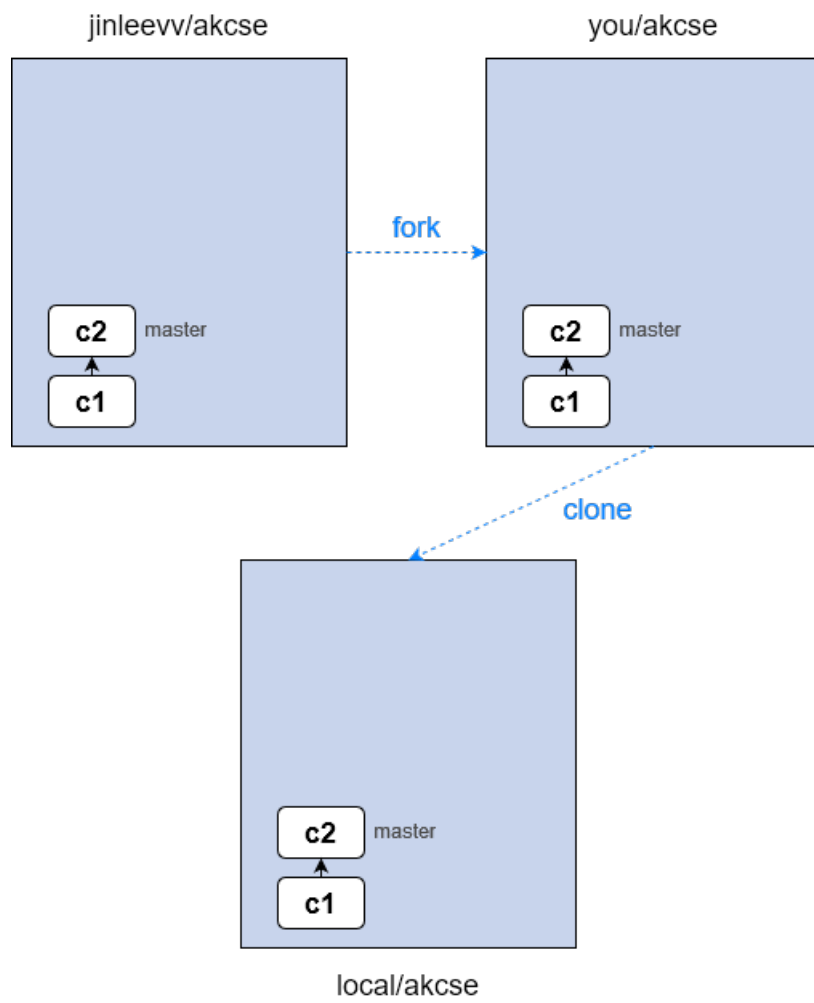 jinleevv/akcse
you/akcse
fork
c2
master
c1
c2
master
c1
clone
c2
master
c1
local/akcse